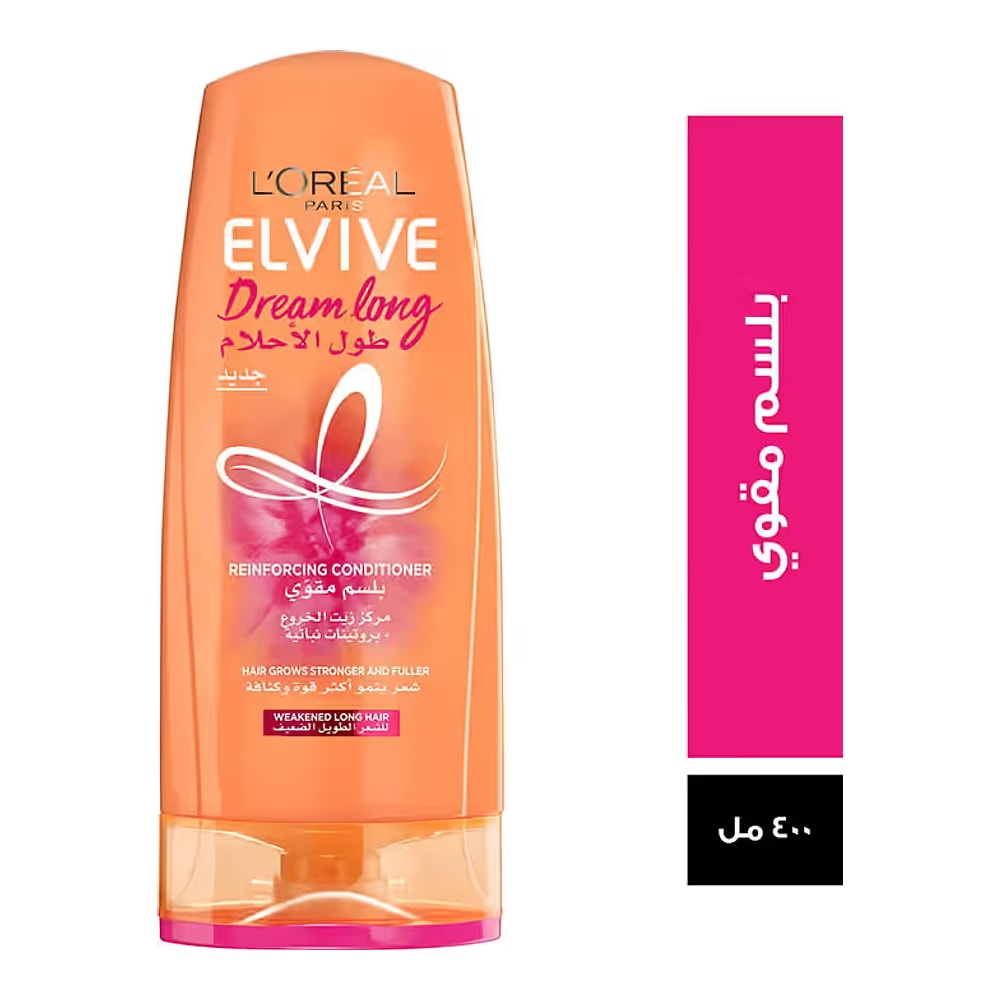 L'ORÉAL
PARIS
ELVIVE
Dream long
طول الأحلام
جديد
REINFORCING CONDITIONER
بلسم مقوّي
مركز زيت الخروع
+ بروتينات نباتية
HAIR GROWS STRONGER AND FULLER
شعر ينمو أكثر قوة وكثافة
WEAKENED LONG HAIR
للشعر الطويل الضعيف
بلسم مقوي
٤٠٠ مل